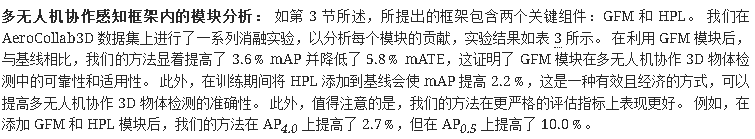 多无人机协作感知框架内的模块分析： 如第 3 节所述，所提出的框架包含两个关键组件：GFM 和 HPL。 我们在
AeroCollab3D 数据集上进行了一系列消融实验，以分析每个模块的贡献，实验结果如表 3 所示。 在利用 GFM 模块后，
与基线相比，我们的方法显着提高了 3.6% mAP 并降低了 5.8% mATE，这证明了 GFM 模块在多无人机协作 3D 物体检
测中的可靠性和适用性。 此外，在训练期间将 HPL 添加到基线会使 mAP 提高 2.2%，这是一种有效且经济的方式，可以
提高多无人机协作 3D 物体检测的准确性。 此外，值得注意的是，我们的方法在更严格的评估指标上表现更好。 例如，在
添加 GFM 和 HPL 模块后，我们的方法在 AP4.0 上提高了 2.7%，但在 AP0.5 上提高了 10.0%。